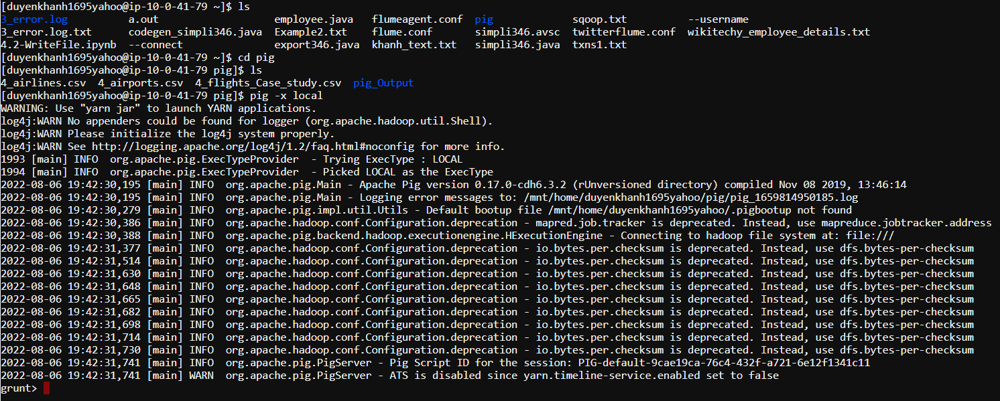 [duyenkhanh1695yahoo@ip-10-0-41-79 ~]$ ls
3_error.log a.out employee.java flumeagent.conf pig sqoop.txt --username
3_error.log.txt codegen_simpli346.java Example2.txt flume.conf simpli346.avsc twitterflume.conf wikitechy_employee_details.txt
4.2-WriteFile.ipynb --connect export346.java khanh_text.txt simpli346.java txns1.txt
[duyenkhanh1695yahoo@ip-10-0-41-79 ~]$ cd pig
[duyenkhanh1695yahoo@ip-10-0-41-79 pig]$ ls
4_airlines.csv 4_airports.csv 4_flights_Case_study.csv pig_Output
[duyenkhanh1695yahoo@ip-10-0-41-79 pig]$ pig -x local
WARNING: Use "yarn jar" to launch YARN applications.
log4j:WARN No appenders could be found for logger (org.apache.hadoop.util.Shell).
log4j:WARN Please initialize the log4j system properly.
log4j:WARN See http://logging.apache.org/log4j/1.2/faq.html#noconfig for more info.
1993 [main] INFO org.apache.pig.ExecTypeProvider - Trying ExecType : LOCAL
1994 [main] INFO org.apache.pig.ExecTypeProvider - Picked LOCAL as the ExecType
2022-08-06 19:42:30,195 [main] INFO org.apache.pig.Main - Apache Pig version 0.17.0-cdh6.3.2 (rUnversioned directory) compiled Nov 08 2019, 13:46:14
2022-08-06 19:42:30,195 [main] INFO org.apache.pig.Main - Logging error messages to: /mnt/home/duyenkhanh1695yahoo/pig/pig_1659814950185.log
2022-08-06 19:42:30,279 [main] INFO org.apache.pig.impl.util.Utils - Default bootup file /mnt/home/duyenkhanh1695yahoo/.pigbootup not found
2022-08-06 19:42:30,386 [main] INFO org.apache.hadoop.conf.Configuration.deprecation - mapred.job.tracker is deprecated. Instead, use mapreduce.jobtracker.address
2022-08-06 19:42:30,388 [main] INFO org.apache.pig.backend.hadoop.executionengine.HExecutionEngine - Connecting to hadoop file system at: file:///
2022-08-06 19:42:31,377 [main] INFO org.apache.hadoop.conf.Configuration.deprecation - io.bytes.per.checksum is deprecated. Instead, use dfs.bytes-per-checksum
2022-08-06 19:42:31,514 [main] INFO org.apache.hadoop.conf.Configuration.deprecation - io.bytes.per.checksum is deprecated. Instead, use dfs.bytes-per-checksum
2022-08-06 19:42:31,630 [main] INFO org.apache.hadoop.conf.Configuration.deprecation - io.bytes.per.checksum is deprecated. Instead, use dfs.bytes-per-checksum
2022-08-06 19:42:31,648 [main] INFO org.apache.hadoop.conf.Configuration.deprecation - io.bytes.per.checksum is deprecated. Instead, use dfs.bytes-per-checksum
2022-08-06 19:42:31,665 [main] INFO org.apache.hadoop.conf.Configuration.deprecation - io.bytes.per.checksum is deprecated. Instead, use dfs.bytes-per-checksum
2022-08-06 19:42:31,682 [main] INFO org.apache.hadoop.conf.Configuration.deprecation - io.bytes.per.checksum is deprecated. Instead, use dfs.bytes-per-checksum
2022-08-06 19:42:31,698 [main] INFO org.apache.hadoop.conf.Configuration.deprecation - io.bytes.per.checksum is deprecated. Instead, use dfs.bytes-per-checksum
2022-08-06 19:42:31,714 [main] INFO org.apache.hadoop.conf.Configuration.deprecation - io.bytes.per.checksum is deprecated. Instead, use dfs.bytes-per-checksum
2022-08-06 19:42:31,730 [main] INFO org.apache.hadoop.conf.Configuration.deprecation - io.bytes.per.checksum is deprecated. Instead, use dfs.bytes-per-checksum
2022-08-06 19:42:31,741 [main] INFO org.apache.pig.PigServer - Pig Script ID for the session: PIG-default-9cae19ca-76c4-432f-a721-6e12f1341c11
2022-08-06 19:42:31,741 [main] WARN org.apache.pig.PigServer - ATS is disabled since yarn.timeline-service.enabled set to false
grunt>